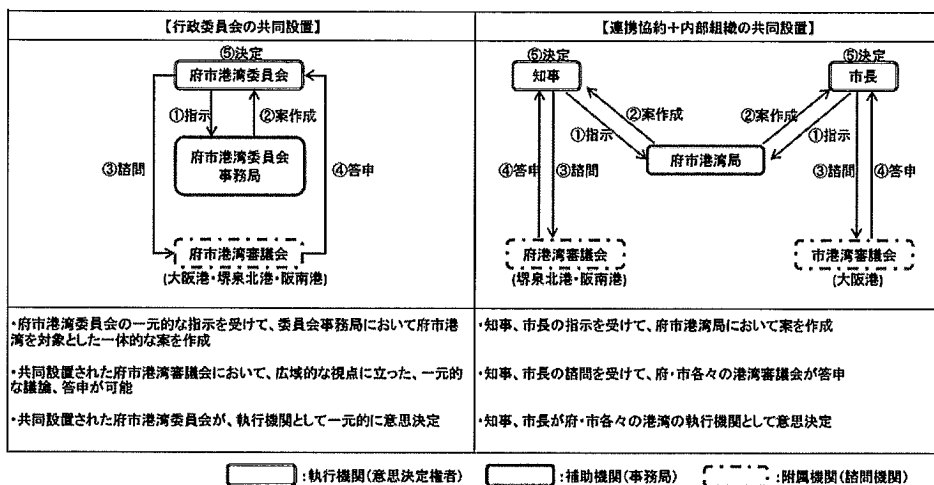 【行政委員会の共同設置】
⑤決定
府市港湾委員会
①指示
②案作成
府市港湾委員会
事務局
③諮問
④答申
府市港湾審議会
(大阪港・堺泉北港・阪南港)
・府市港湾委員会の一元的な指示を受けて、委員会事務局において府市港
湾を対象とした一体的な案を作成
・共同設置された府市港湾審議会において、広域的な視点に立った、一元的
な議論、答申が可能
・共同設置された府市港湾委員会が、執行機関として一元的に意思決定
【連携協約+内部組織の共同設置】
⑤決定
知事
⑤決定
市長
②案作成
①指示
②案作成
①指示
府市港湾局
④答申
③諮問
③諮問
④答申
府港湾審議会
(堺泉北港・阪南港)
市港湾審議会
(大阪港)
・知事、市長の指示を受けて、府市港湾局において案を作成
・知事、市長の諮問を受けて、府・市各々の港湾審議会が答申
・知事、市長が府・市各々の港湾の執行機関として意思決定
:執行機関(意思決定権者)
:補助機関(事務局)
:附属機関(諮問機関)